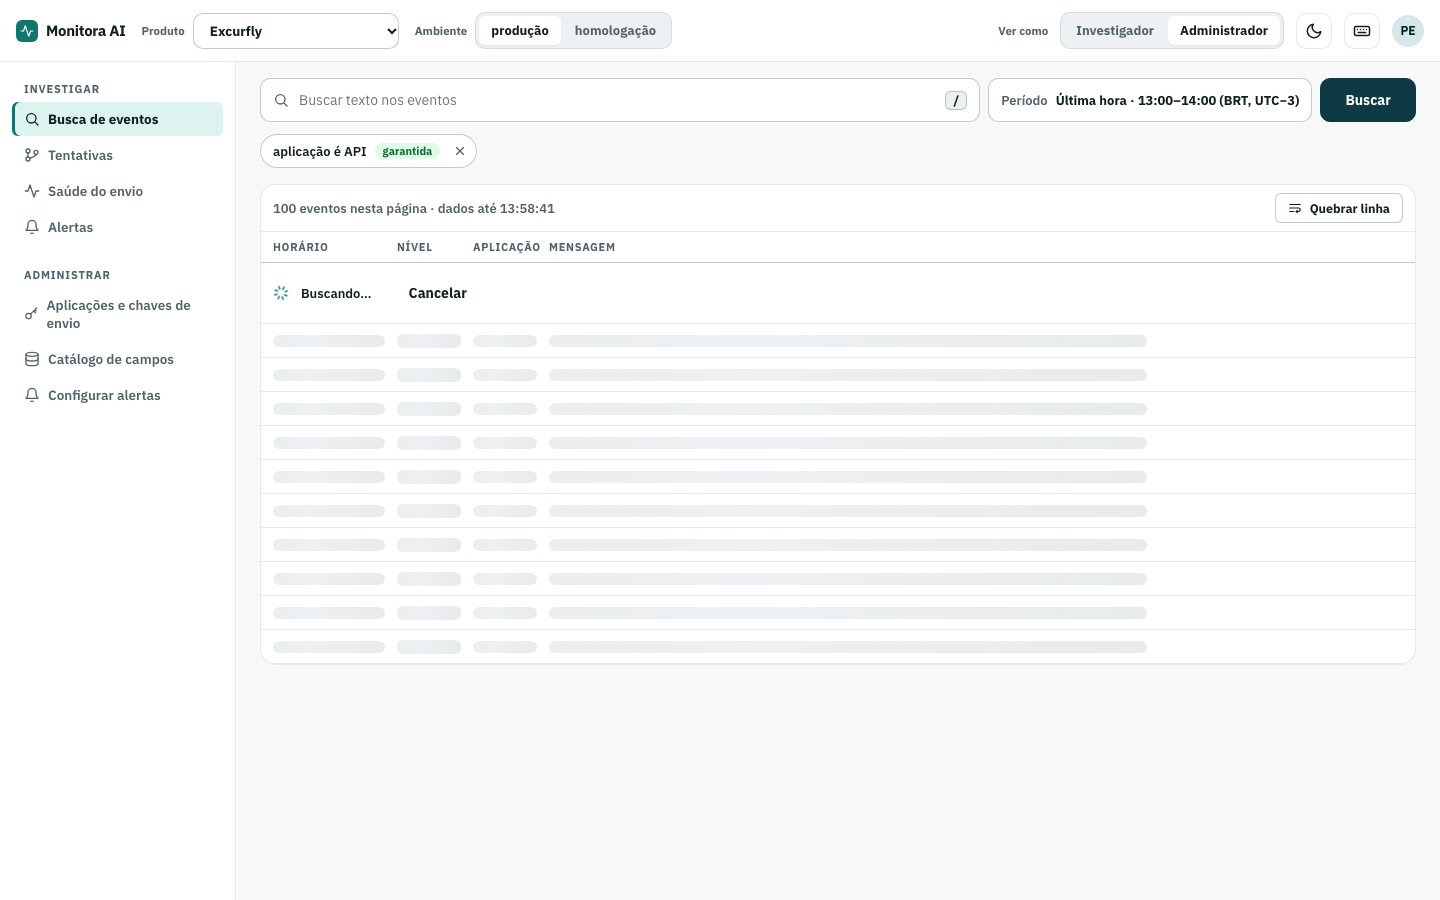 Monitora AI
Produto
Excurfly
Ambiente
produção
homologação
Ver como
Investigador
Administrador
PE
INVESTIGAR
Busca de eventos
Tentativas
Saúde do envio
Alertas
ADMINISTRAR
Aplicações e chaves de
envio
Catálogo de campos
Configurar alertas
Buscar texto nos eventos
/
Período Última hora · 13:00–14:00 (BRT, UTC−3)
Buscar
aplicação é API garantida
100 eventos nesta página · dados até 13:58:41
Quebrar linha
HORÁRIO NÍVEL APLICAÇÃO MENSAGEM
Buscando... Cancelar